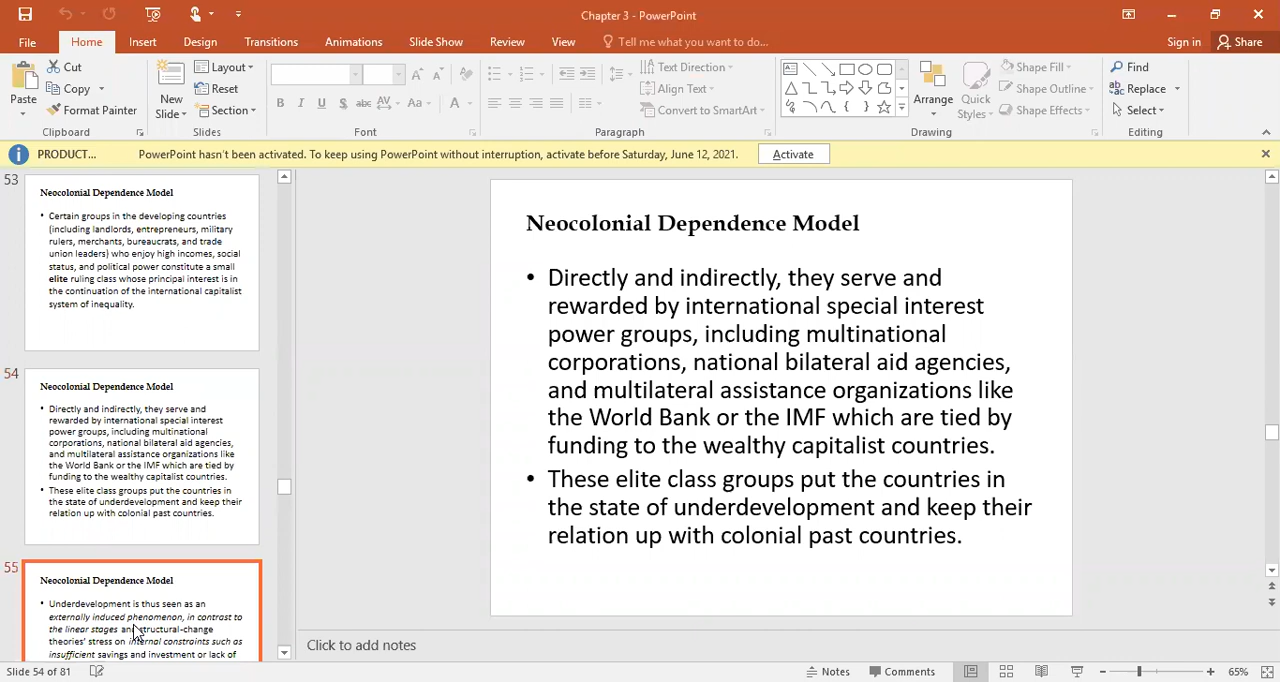 Chapter 3 - PowerPoint
File Home Insert Design Transitions Animations Slide Show Review View Tell me what you want to do... Sign in Share
Paste
Cut
Copy
Format Painter
Clipboard
New
Slide
Layout
Reset
Section
Slides
B I U S abc AV Aa A
Font
Text Direction
Align Text
Convert to SmartArt
Paragraph
Arrange
Quick
Styles
Shape Fill
Shape Outline
Shape Effects
Drawing
Find
Replace
Select
Editing
PRODUCT... PowerPoint hasn't been activated. To keep using PowerPoint without interruption, activate before Saturday, June 12, 2021. Activate
53
Neocolonial Dependence Model
• Certain groups in the developing countries
(including landlords, entrepreneurs, military
rulers, merchants, bureaucrats, and trade
union leaders) who enjoy high incomes, social
status, and political power constitute a small
elite ruling class whose principal interest is in
the continuation of the international capitalist
system of inequality.
54
Neocolonial Dependence Model
• Directly and indirectly, they serve and
rewarded by international special interest
power groups, including multinational
corporations, national bilateral aid agencies,
and multilateral assistance organizations like
the World Bank or the IMF which are tied by
funding to the wealthy capitalist countries.
• These elite class groups put the countries in
the state of underdevelopment and keep their
relation up with colonial past countries.
55
Neocolonial Dependence Model
• Underdevelopment is thus seen as an
externally induced phenomenon, in contrast to
the linear stages and structural-change
theories' stress on internal constraints such as
insufficient savings and investment or lack of
Neocolonial Dependence Model
• Directly and indirectly, they serve and
rewarded by international special interest
power groups, including multinational
corporations, national bilateral aid agencies,
and multilateral assistance organizations like
the World Bank or the IMF which are tied by
funding to the wealthy capitalist countries.
• These elite class groups put the countries in
the state of underdevelopment and keep their
relation up with colonial past countries.
Click to add notes
Slide 54 of 81 Notes Comments 65%